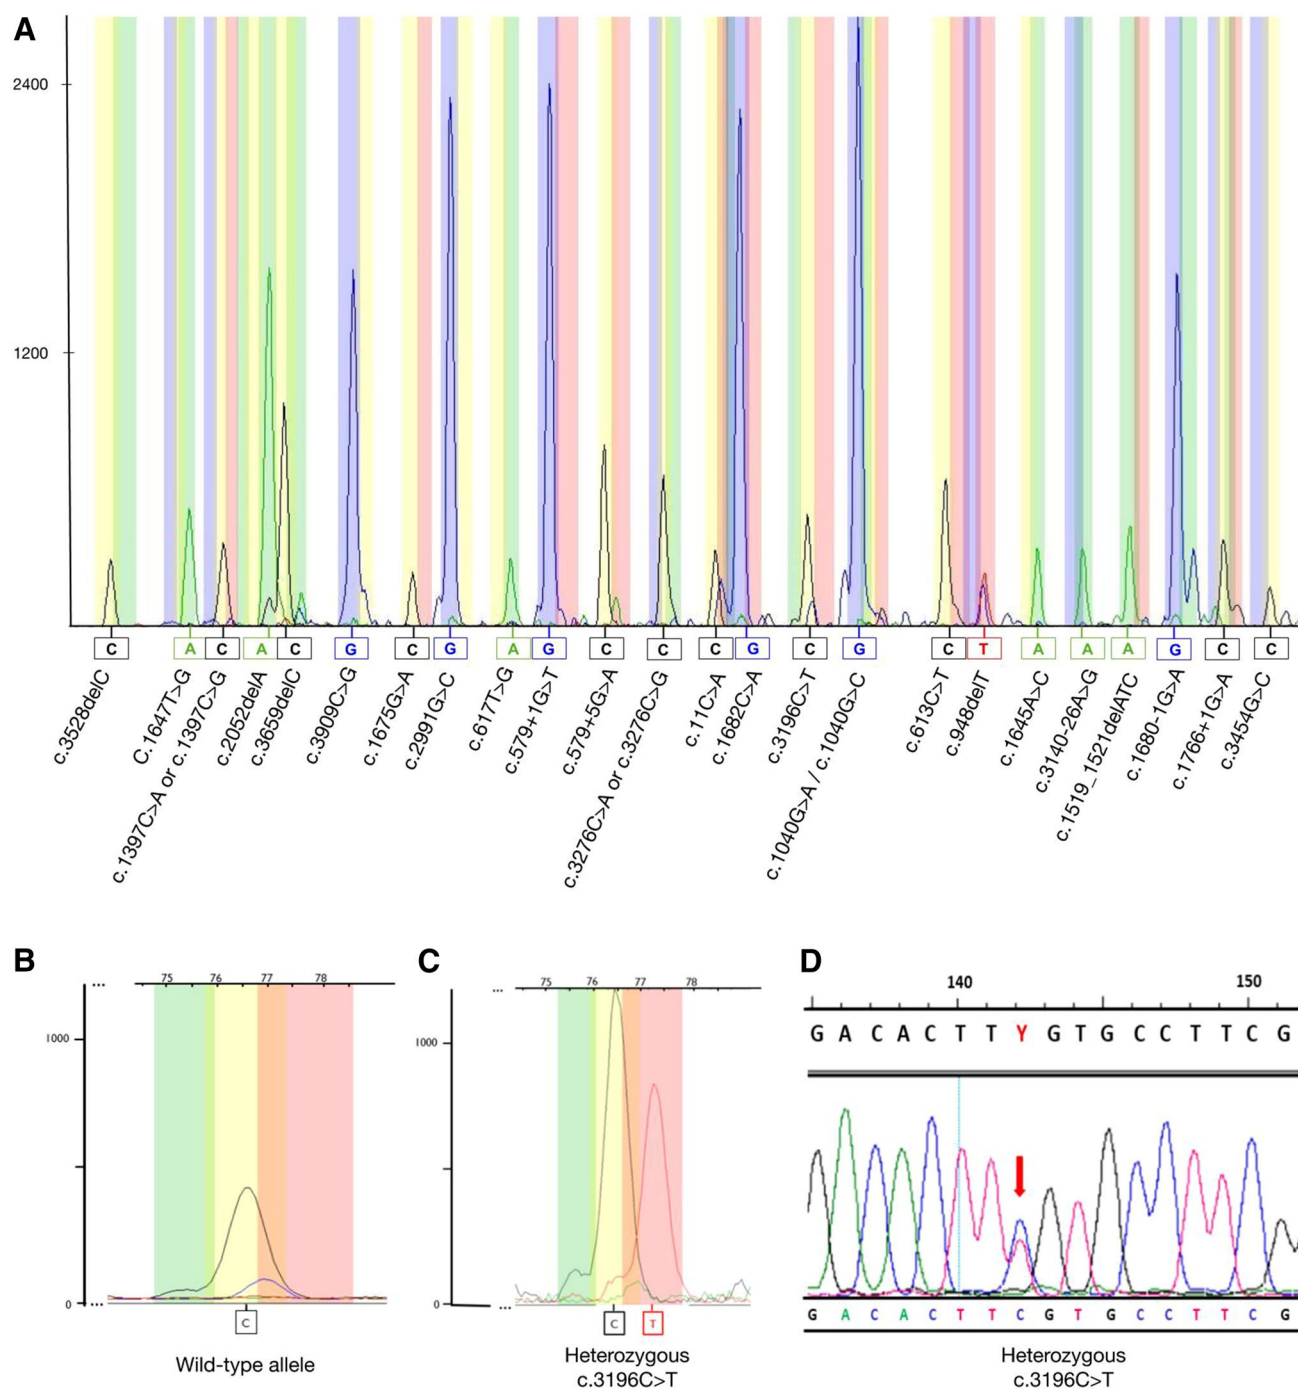 A
2400
1200
C A C A C G C G A G C C C G C G C T A A A G C C
c.3528delC
C.1647T>G
c.1397C>A or c.1397C>G
c.2052delA
c.3659delC
c.3909C>G
c.1675G>A
c.2991G>C
c.617T>G
c.579+1G>T
c.579+5G>A
c.3276C>A or c.3276C>G
c.11C>A
c.1682C>A
c.3196C>T
c.1040G>A / c.1040G>C
c.613C>T
c.948delT
c.1645A>C
c.3140-26A>G
c.1519_1521delATC
c.1680-1G>A
c.1766+1G>A
c.3454G>C
B
... 75 76 77 78
1000
0 ...
C
Wild-type allele
C
... 75 76 77 78
1000
0 ...
C T
Heterozygous
c.3196C>T
D
140 150
G A C A C T T Y G T G C C T T C G
G A C A C T T C G T G C C T T C G
Heterozygous
c.3196C>T